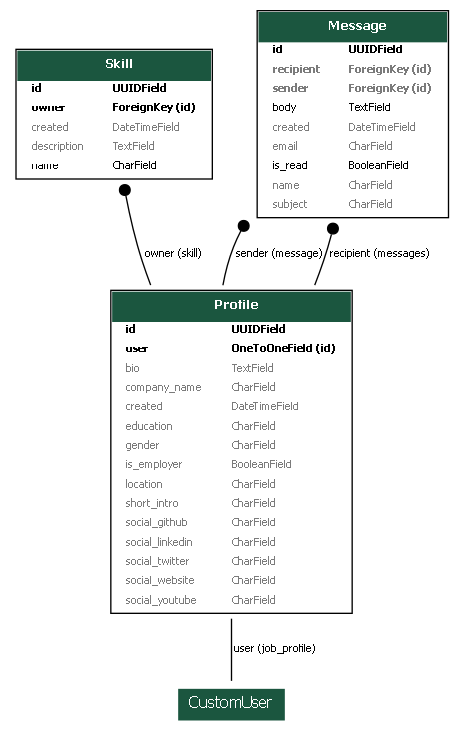 Skill
id UUIDField
owner ForeignKey (id)
created DateTimeField
description TextField
name CharField
Message
id UUIDField
recipient ForeignKey (id)
sender ForeignKey (id)
body TextField
created DateTimeField
email CharField
is_read BooleanField
name CharField
subject CharField
owner (skill)
sender (message)
recipient (messages)
Profile
id UUIDField
user OneToOneField (id)
bio TextField
company_name CharField
created DateTimeField
education CharField
gender CharField
is_employer BooleanField
location CharField
short_intro CharField
social_github CharField
social_linkedin CharField
social_twitter CharField
social_website CharField
social_youtube CharField
user (job_profile)
CustomUser